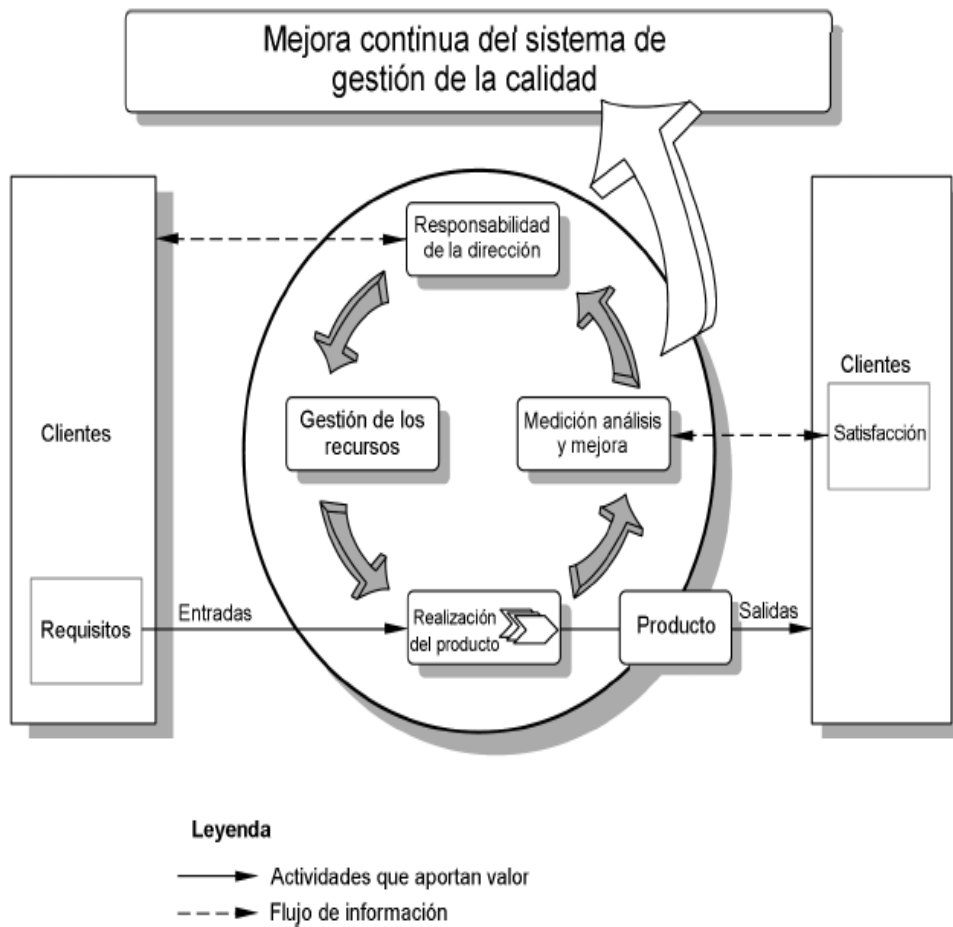 Mejora continua del sistema de
gestión de la calidad
Responsabilidad
de la dirección
Clientes
Gestión de los
recursos
Medición análisis
y mejora
Clientes
Satisfacción
Requisitos
Entradas
Realización
del producto
Producto
Salidas
Leyenda
Actividades que aportan valor
Flujo de información